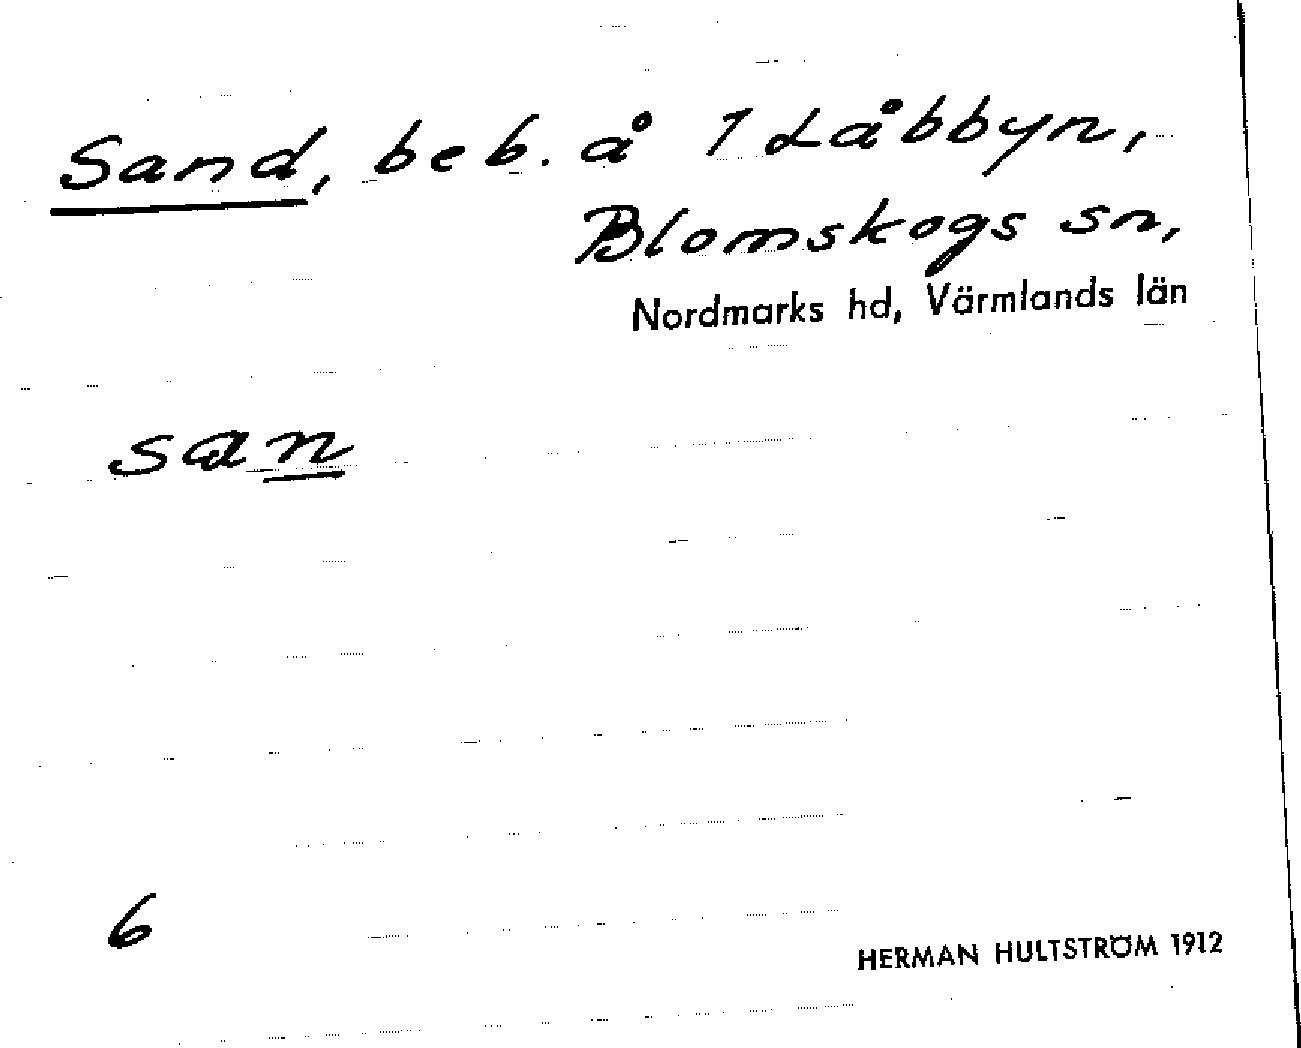 Sand, beb. å 1 Låbbyn,
Blomskogs sn,
Nordmarks hd, Värmlands län
san
6
HERMAN HULTSTRÖM 1912